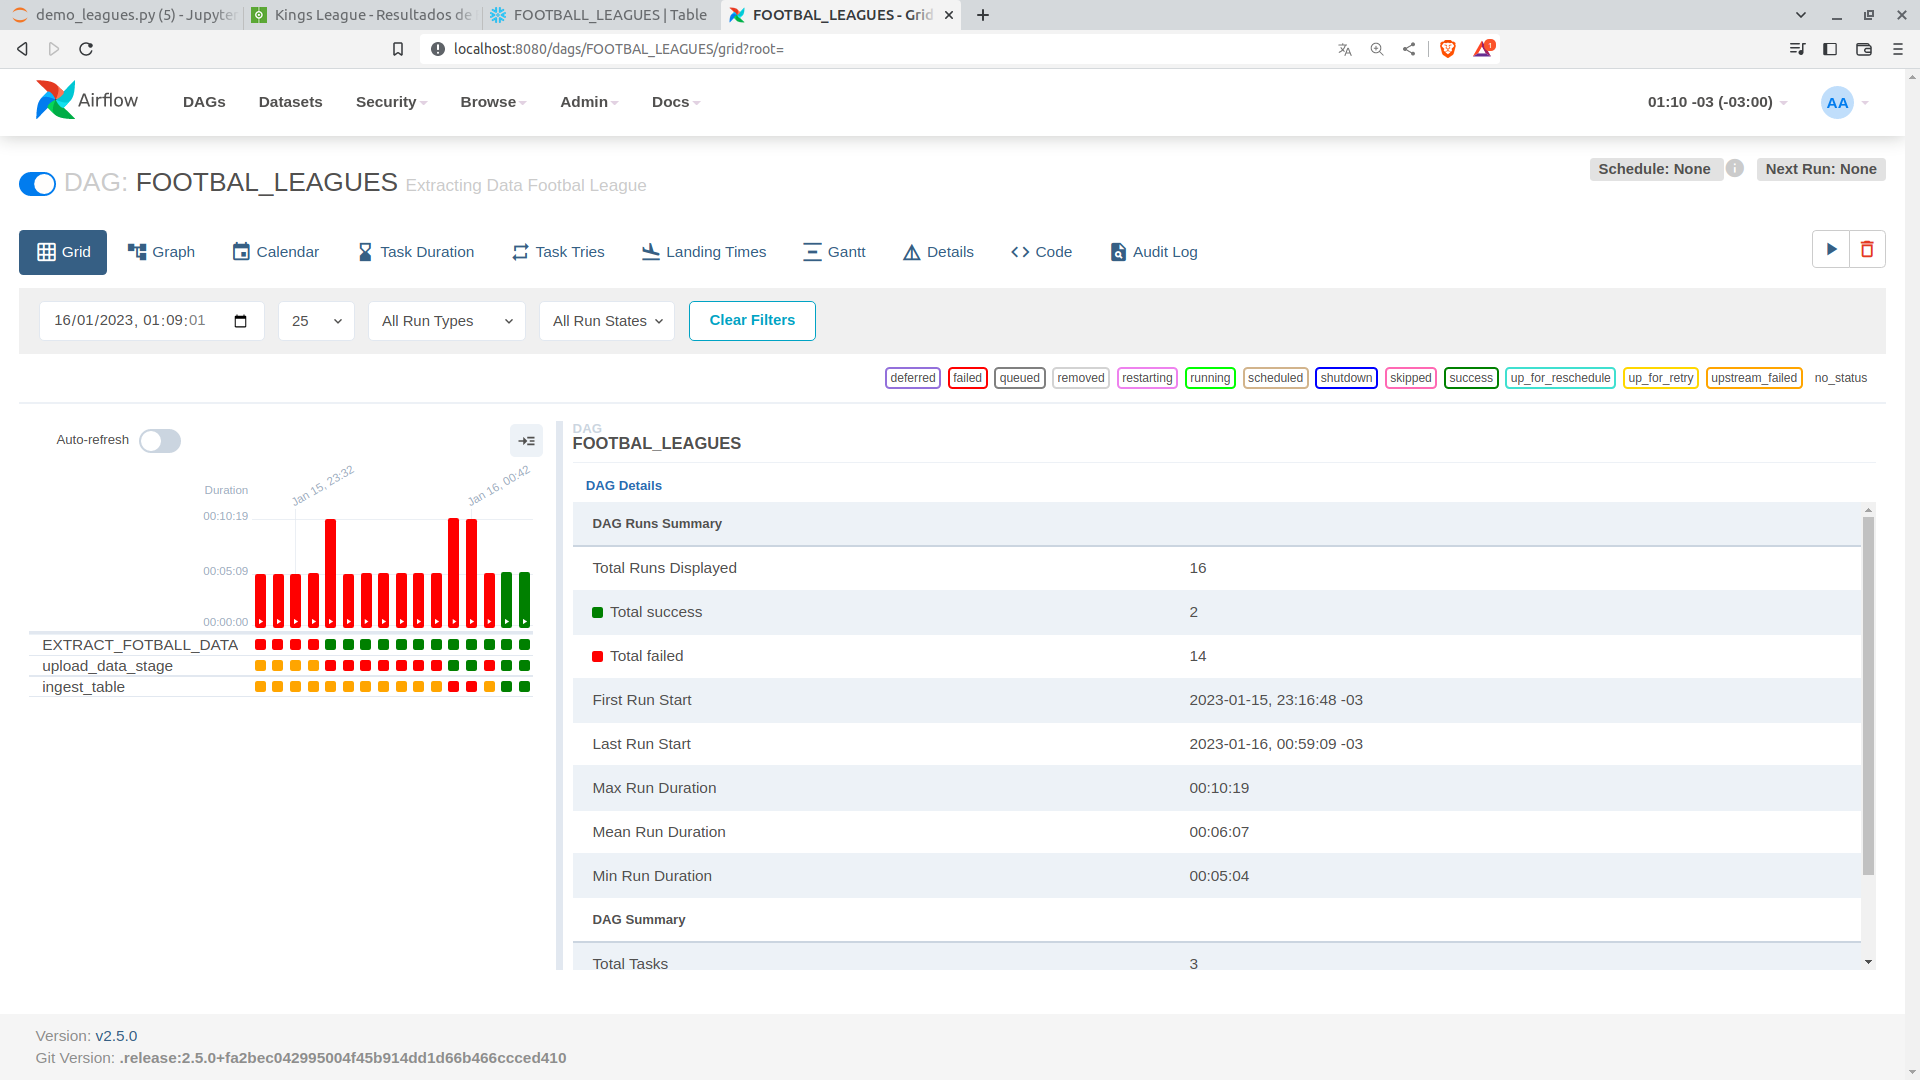 demo_leagues.py (5) - Jupyter
Kings League - Resultados de
FOOTBALL_LEAGUES | Table
FOOTBAL_LEAGUES - Grid
localhost:8080/dags/FOOTBAL_LEAGUES/grid?root=
1
Airflow
DAGs
Datasets
Security
Browse
Admin
Docs
01:10 -03 (-03:00)
AA
DAG: FOOTBAL_LEAGUES Extracting Data Footbal League
Schedule: None
Next Run: None
Grid
Graph
Calendar
Task Duration
Task Tries
Landing Times
Gantt
Details
Code
Audit Log
16/01/2023, 01:09:01
25
All Run Types
All Run States
Clear Filters
deferred
failed
queued
removed
restarting
running
scheduled
shutdown
skipped
success
up_for_reschedule
up_for_retry
upstream_failed
no_status
Auto-refresh
Jan 15, 23:32
Jan 16, 00:42
Duration
00:10:19
00:05:09
00:00:00
EXTRACT_FOTBALL_DATA
upload_data_stage
ingest_table
DAG
FOOTBAL_LEAGUES
DAG Details
DAG Runs Summary
Total Runs Displayed 16
Total success 2
Total failed 14
First Run Start 2023-01-15, 23:16:48 -03
Last Run Start 2023-01-16, 00:59:09 -03
Max Run Duration 00:10:19
Mean Run Duration 00:06:07
Min Run Duration 00:05:04
DAG Summary
Total Tasks 3
Version: v2.5.0
Git Version: .release:2.5.0+fa2bec042995004f45b914dd1d66b466ccced410